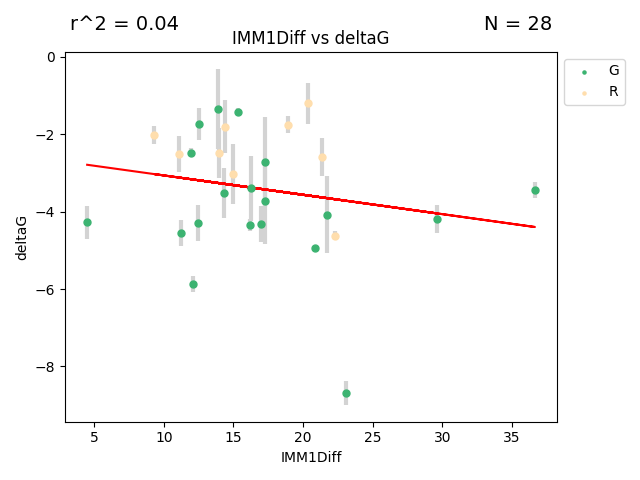 r^2 = 0.04
N = 28
IMM1Diff vs deltaG
G
R
0
−2
−4
−6
−8
deltaG
5 10 15 20 25 30 35
IMM1Diff